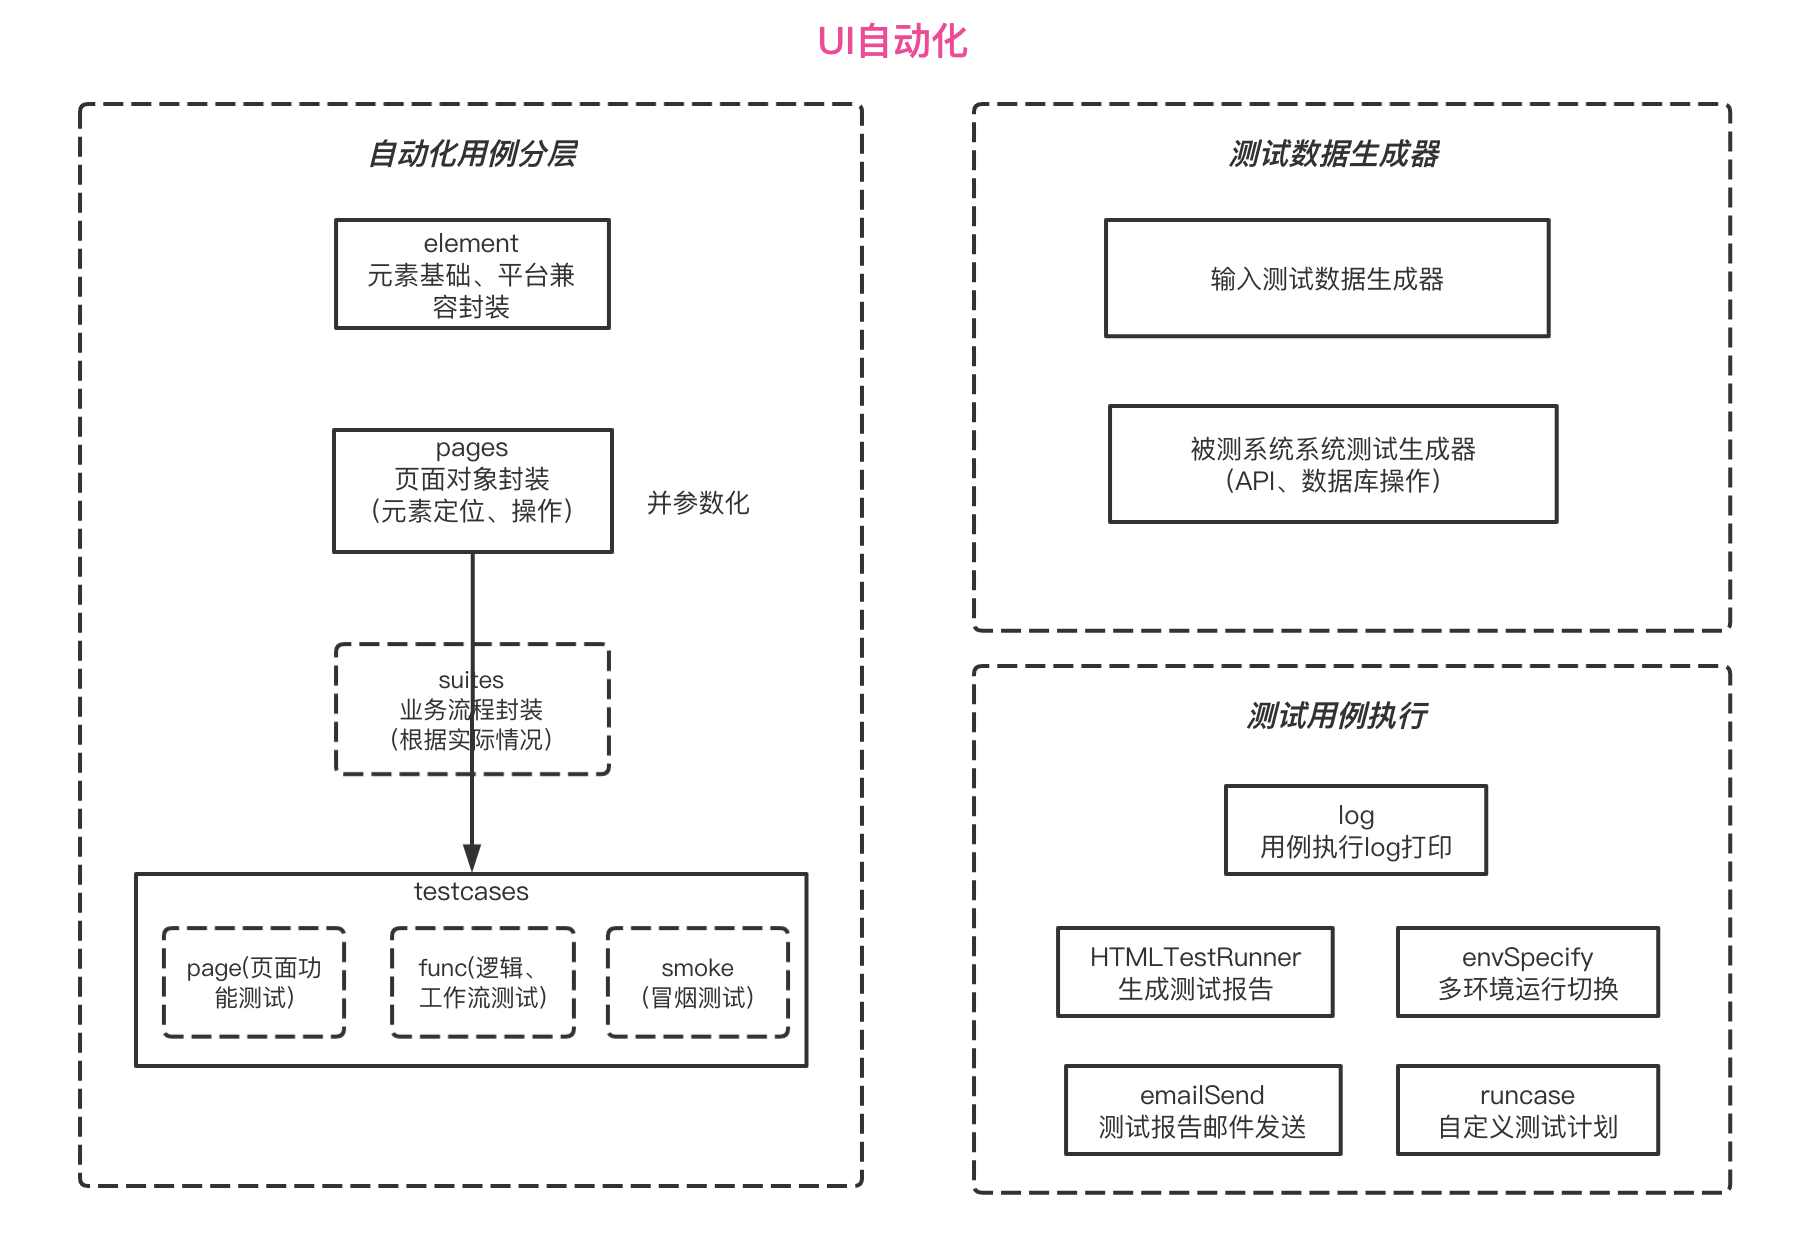 UI自动化
自动化用例分层
element
元素基础、平台兼
容封装
pages
页面对象封装
(元素定位、操作)
并参数化
suites
业务流程封装
(根据实际情况)
testcases
page(页面功
能测试)
func(逻辑、
工作流测试)
smoke
(冒烟测试)
测试数据生成器
输入测试数据生成器
被测系统系统测试生成器
(API、数据库操作)
测试用例执行
log
用例执行log打印
HTMLTestRunner
生成测试报告
envSpecify
多环境运行切换
emailSend
测试报告邮件发送
runcase
自定义测试计划